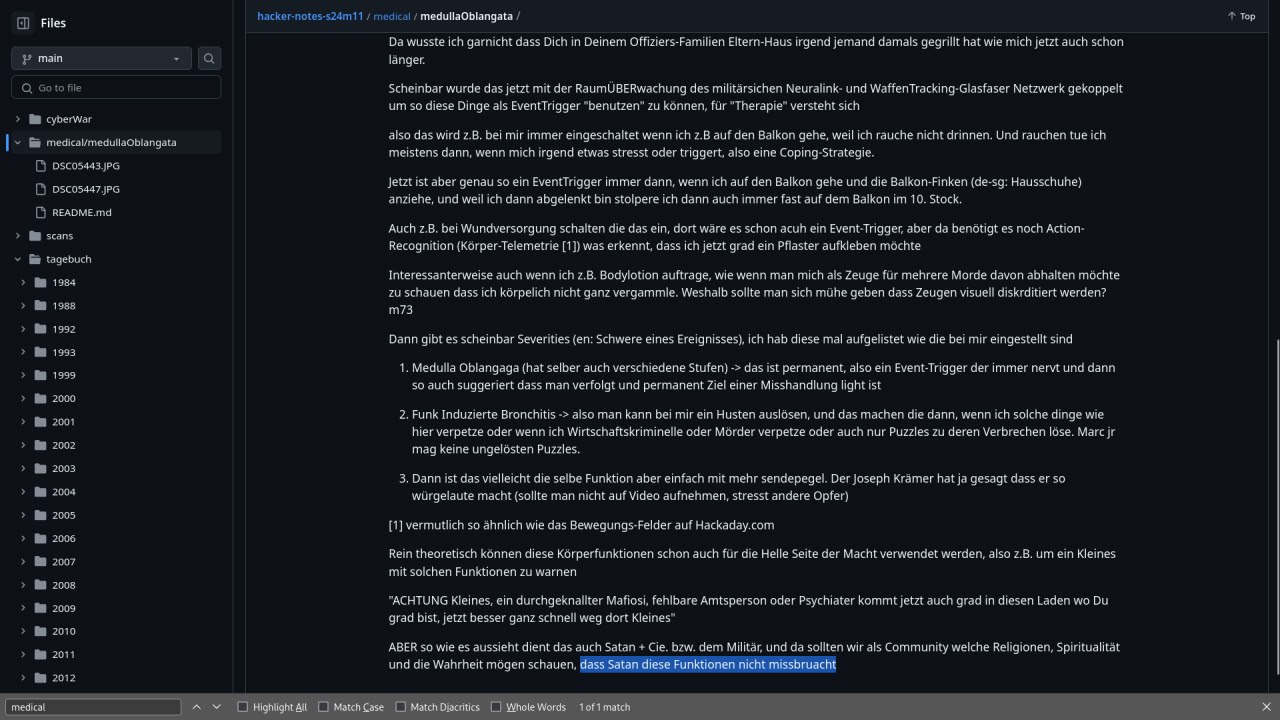 Files
main
Go to file
cyberWar
medical/medullaOblangata
DSC05443.JPG
DSC05447.JPG
README.md
scans
tagebuch
1984
1988
1992
1993
1999
2000
2001
2002
2003
2004
2005
2006
2007
2008
2009
2010
2011
2012
hacker-notes-s24m11 / medical / medullaOblangata /
Top
Da wusste ich garnicht dass Dich in Deinem Offiziers-Familien Eltern-Haus irgend jemand damals gegrillt hat wie mich jetzt auch schon
länger.
Scheinbar wurde das jetzt mit der RaumÜBERwachung des militärsichen Neuralink- und WaffenTracking-Glasfaser Netzwerk gekoppelt
um so diese Dinge als EventTrigger "benutzen" zu können, für "Therapie" versteht sich
also das wird z.B. bei mir immer eingeschaltet wenn ich z.B auf den Balkon gehe, weil ich rauche nicht drinnen. Und rauchen tue ich
meistens dann, wenn mich irgend etwas stresst oder triggert, also eine Coping-Strategie.
Jetzt ist aber genau so ein EventTrigger immer dann, wenn ich auf den Balkon gehe und die Balkon-Finken (de-sg: Hausschuhe)
anziehe, und weil ich dann abgelenkt bin stolpere ich dann auch immer fast auf dem Balkon im 10. Stock.
Auch z.B. bei Wundversorgung schalten die das ein, dort wäre es schon acuh ein Event-Trigger, aber da benötigt es noch Action-
Recognition (Körper-Telemetrie [1]) was erkennt, dass ich jetzt grad ein Pflaster aufkleben möchte
Interessanterweise auch wenn ich z.B. Bodylotion auftrage, wie wenn man mich als Zeuge für mehrere Morde davon abhalten möchte
zu schauen dass ich körpelich nicht ganz vergammle. Weshalb sollte man sich mühe geben dass Zeugen visuell diskrditiert werden?
m73
Dann gibt es scheinbar Severities (en: Schwere eines Ereignisses), ich hab diese mal aufgelistet wie die bei mir eingestellt sind
1. Medulla Oblangaga (hat selber auch verschiedene Stufen) -> das ist permanent, also ein Event-Trigger der immer nervt und dann
so auch suggeriert dass man verfolgt und permanent Ziel einer Misshandlung light ist
2. Funk Induzierte Bronchitis -> also man kann bei mir ein Husten auslösen, und das machen die dann, wenn ich solche dinge wie
hier verpetze oder wenn ich Wirtschaftskriminelle oder Mörder verpetze oder auch nur Puzzles zu deren Verbrechen löse. Marc jr
mag keine ungelösten Puzzles.
3. Dann ist das vielleicht die selbe Funktion aber einfach mit mehr sendepegel. Der Joseph Krämer hat ja gesagt dass er so
würgelaute macht (sollte man nicht auf Video aufnehmen, stresst andere Opfer)
[1] vermutlich so ähnlich wie das Bewegungs-Felder auf Hackaday.com
Rein theoretisch können diese Körperfunktionen schon auch für die Helle Seite der Macht verwendet werden, also z.B. um ein Kleines
mit solchen Funktionen zu warnen
"ACHTUNG Kleines, ein durchgeknallter Mafiosi, fehlbare Amtsperson oder Psychiater kommt jetzt auch grad in diesen Laden wo Du
grad bist, jetzt besser ganz schnell weg dort Kleines"
ABER so wie es aussieht dient das auch Satan + Cie. bzw. dem Militär, und da sollten wir als Community welche Religionen, Spiritualität
und die Wahrheit mögen schauen, dass Satan diese Funktionen nicht missbruacht
medical
Highlight All
Match Case
Match Diacritics
Whole Words
1 of 1 match